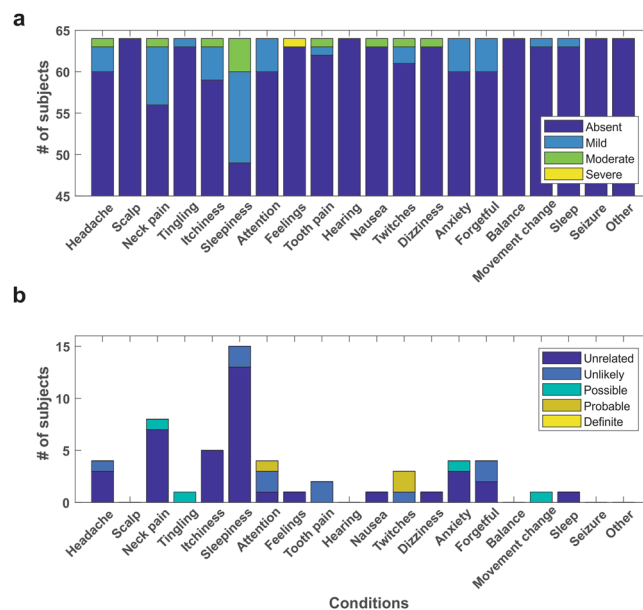 a
65
60
55
50
45
# of subjects
Absent
Mild
Moderate
Severe
Headache
Scalp
Neck pain
Tingling
Itchiness
Sleepiness
Attention
Feelings
Tooth pain
Hearing
Nausea
Twitches
Dizziness
Anxiety
Forgetful
Balance
Movement change
Sleep
Seizure
Other
b
15
10
5
0
# of subjects
Unrelated
Unlikely
Possible
Probable
Definite
Headache
Scalp
Neck pain
Tingling
Itchiness
Sleepiness
Attention
Feelings
Tooth pain
Hearing
Nausea
Twitches
Dizziness
Anxiety
Forgetful
Balance
Movement change
Sleep
Seizure
Other
Conditions